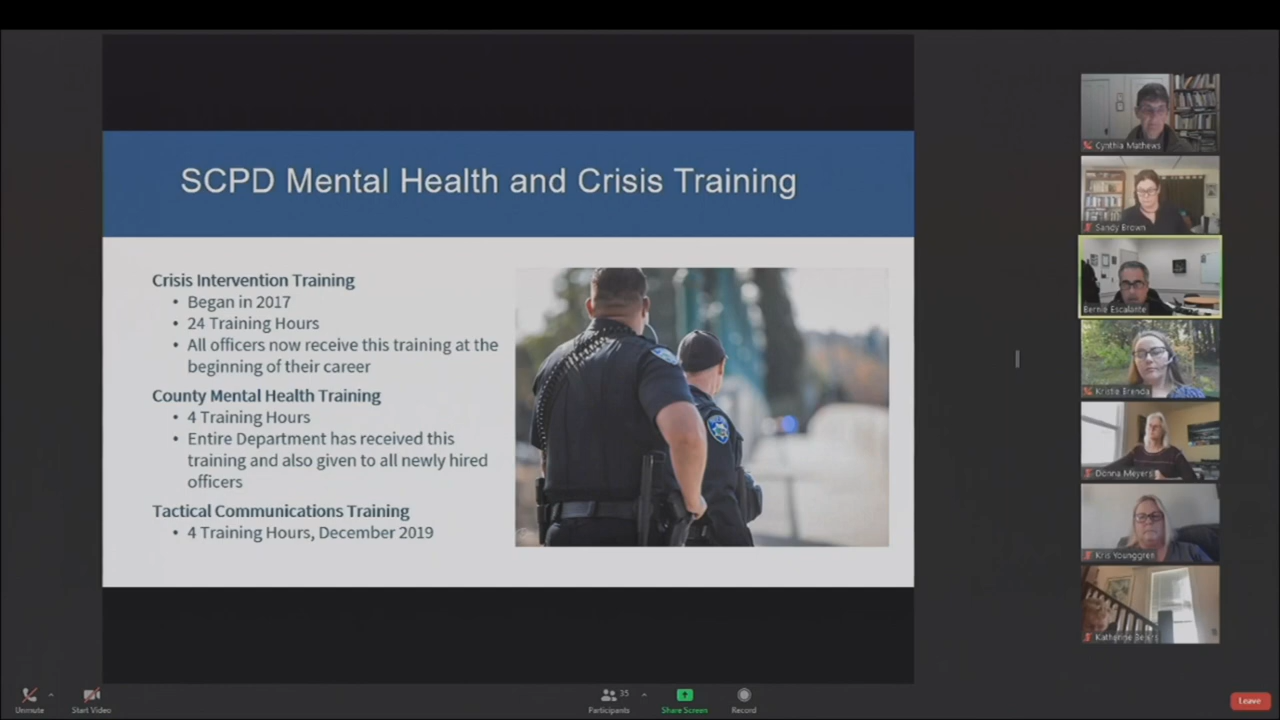 SCPD Mental Health and Crisis Training
Crisis Intervention Training
• Began in 2017
• 24 Training Hours
• All officers now receive this training at the
beginning of their career
County Mental Health Training
• 4 Training Hours
• Entire Department has received this
training and also given to all newly hired
officers
Tactical Communications Training
• 4 Training Hours, December 2019
Cynthia Mathews
Sandy Brown
Bernie Escalante
Kristie Brenda
Donna Meyers
Kris Younggren
Katherine Beiers
Unmute
Start Video
35
Participants
Share Screen
Record
Leave